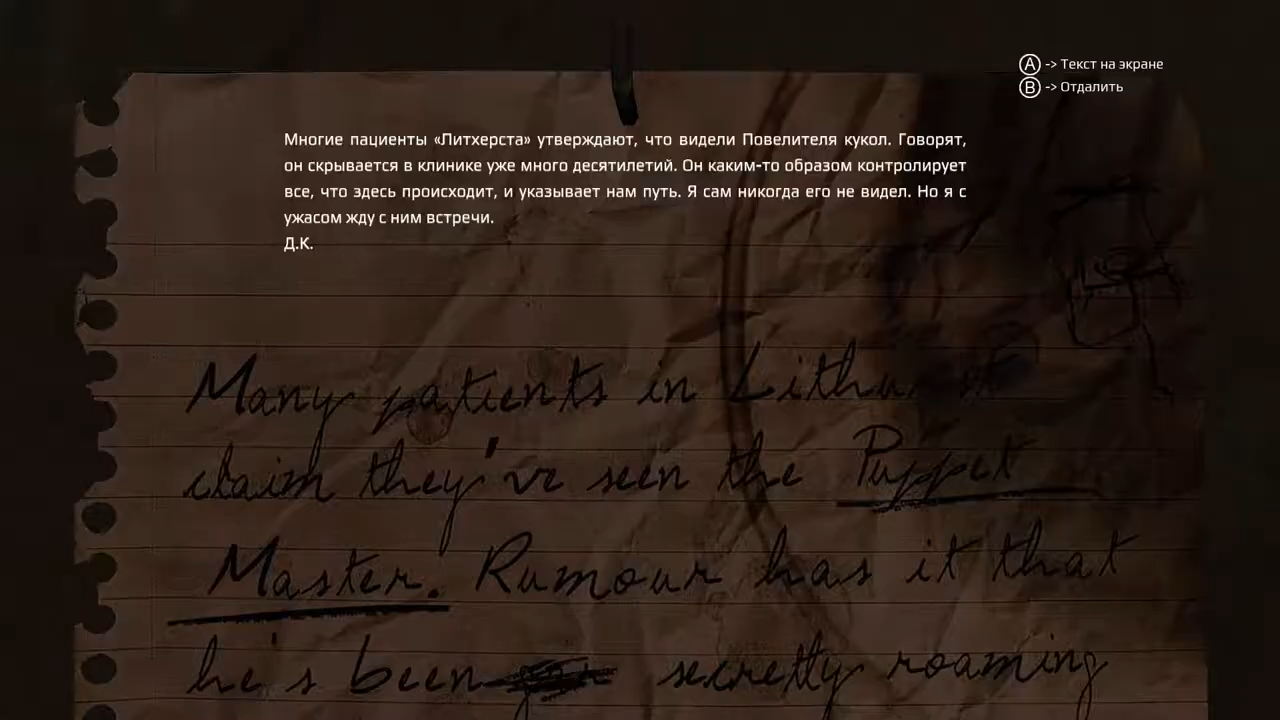 A -> Текст на экране
B -> Отдалить
Многие пациенты «Литхерста» утверждают, что видели Повелителя кукол. Говорят,
он скрывается в клинике уже много десятилетий. Он каким-то образом контролирует
все, что здесь происходит, и указывает нам путь. Я сам никогда его не видел. Но я с
ужасом жду с ним встречи.
Д.К.
Many patients in
claim they've seen the Puppet
Master. Rumour has it that
he's been secretly roaming